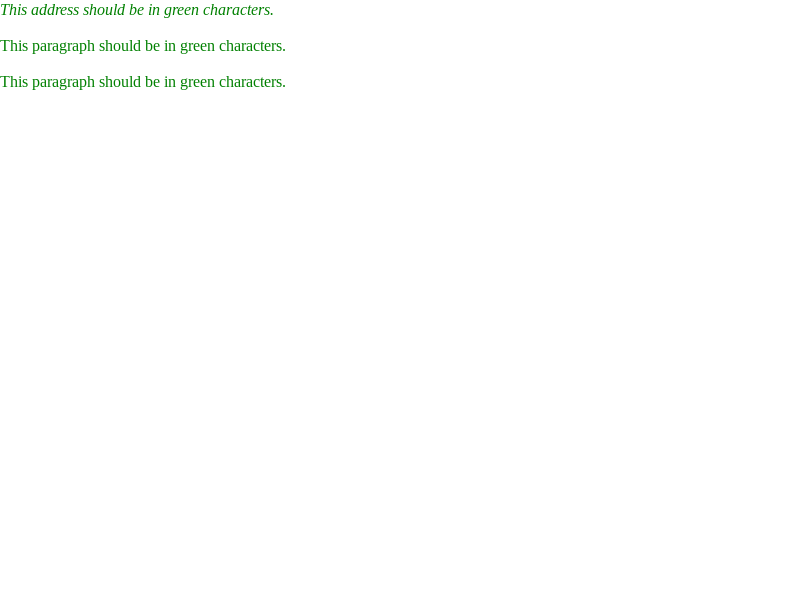 This address should be in green characters.
This paragraph should be in green characters.
This paragraph should be in green characters.